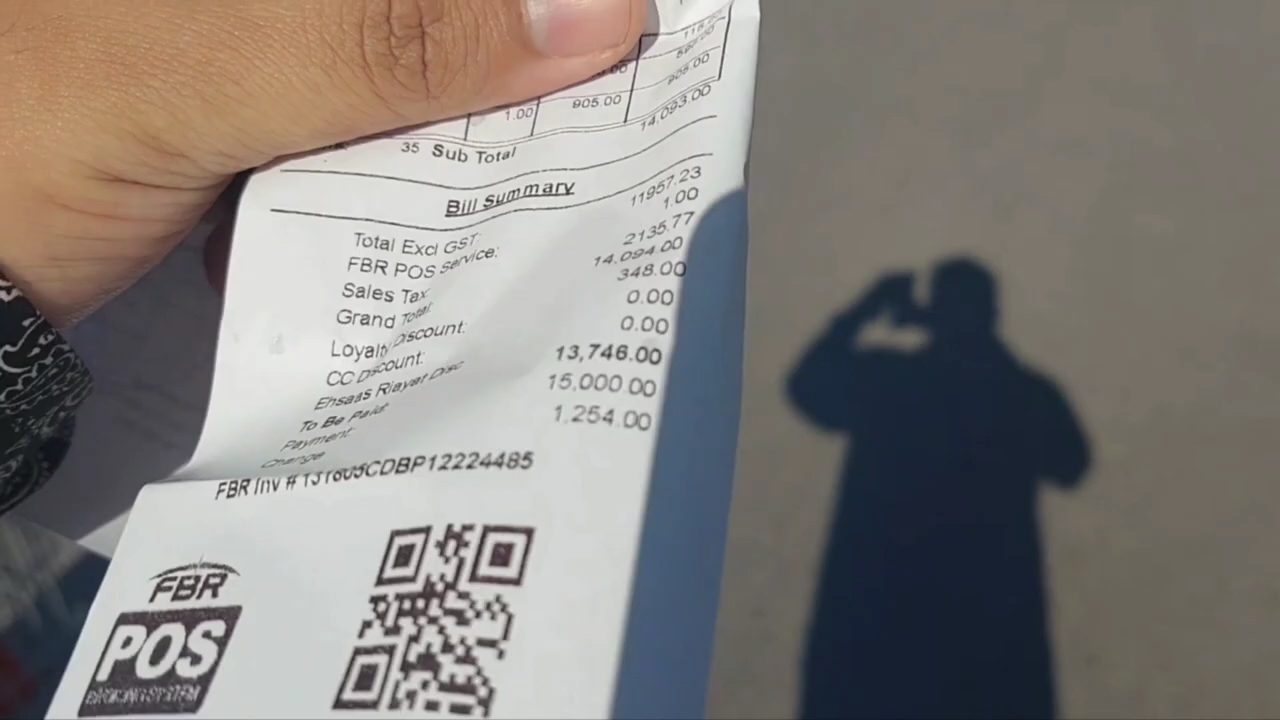 905.00
1.00 905.00
35 Sub Total 14,093.00
Bill Summary
Total Excl GST: 11957.23
FBR POS Service: 1.00
Sales Tax: 2135.77
Grand Total: 14,094.00
Loyalty Discount: 348.00
CC Discount: 0.00
Ehsaas Riayat Disc 0.00
To Be Paid: 13,746.00
Payment: 15,000.00
Change 1,254.00
FBR Inv #
FBR
POS